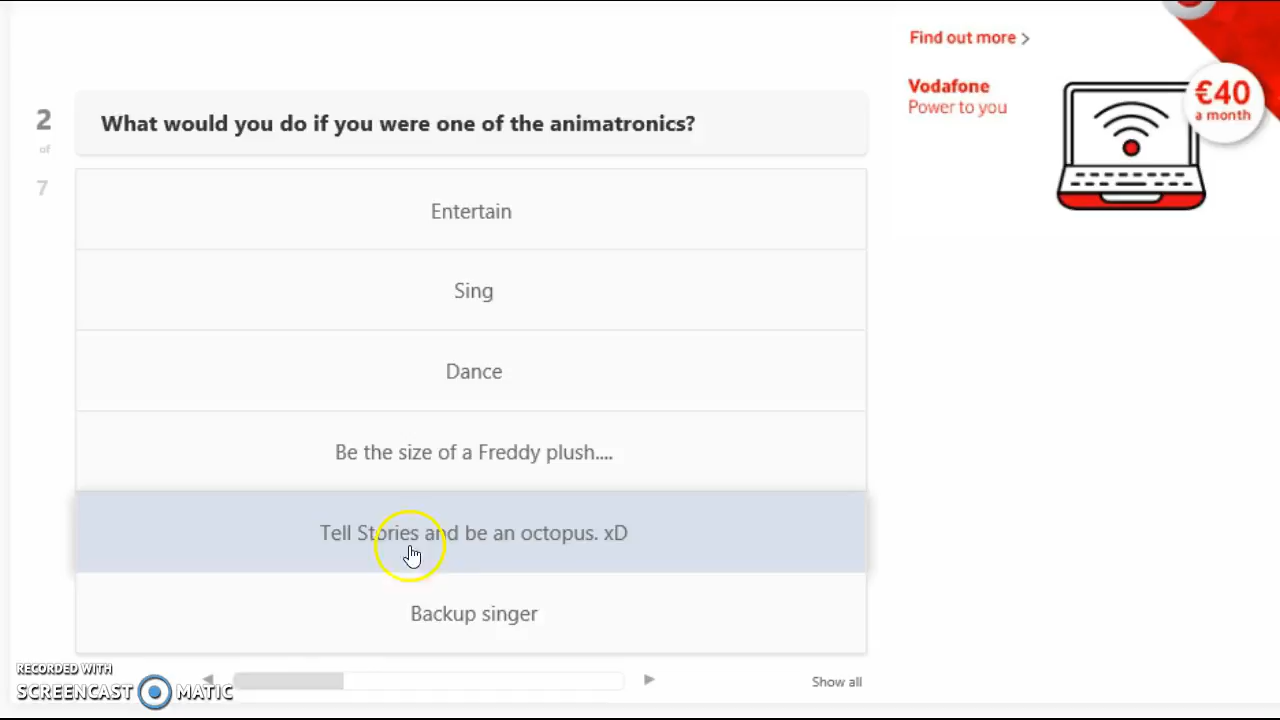 Find out more >
Vodafone
Power to you
€40
a month
2
of
7
What would you do if you were one of the animatronics?
Entertain
Sing
Dance
Be the size of a Freddy plush....
Tell Stories and be an octopus. xD
Backup singer
Show all
RECORDED WITH
SCREENCAST MATIC